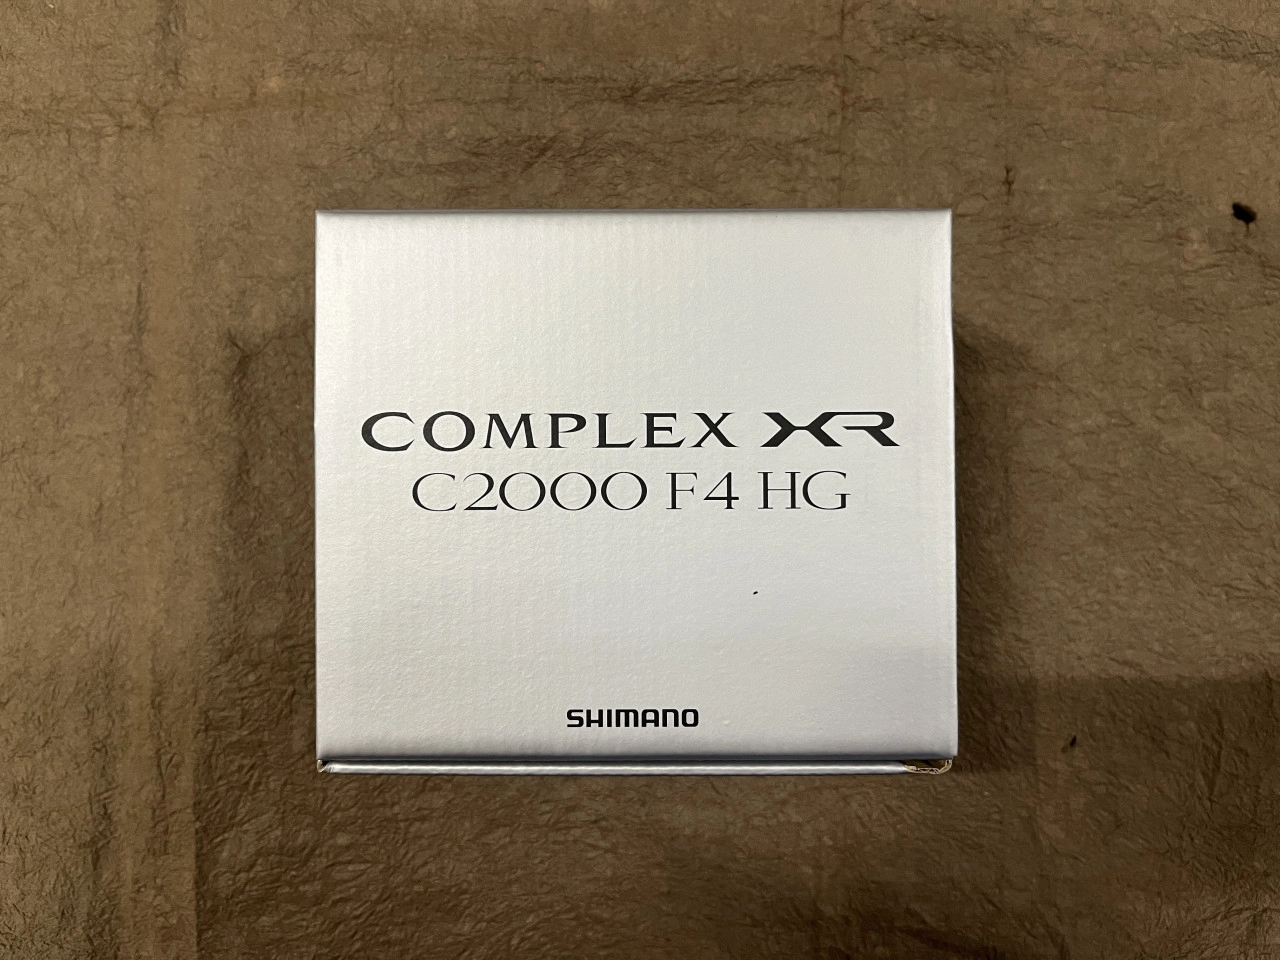 COMPLEX XR
C2000 F4 HG
SHIMANO